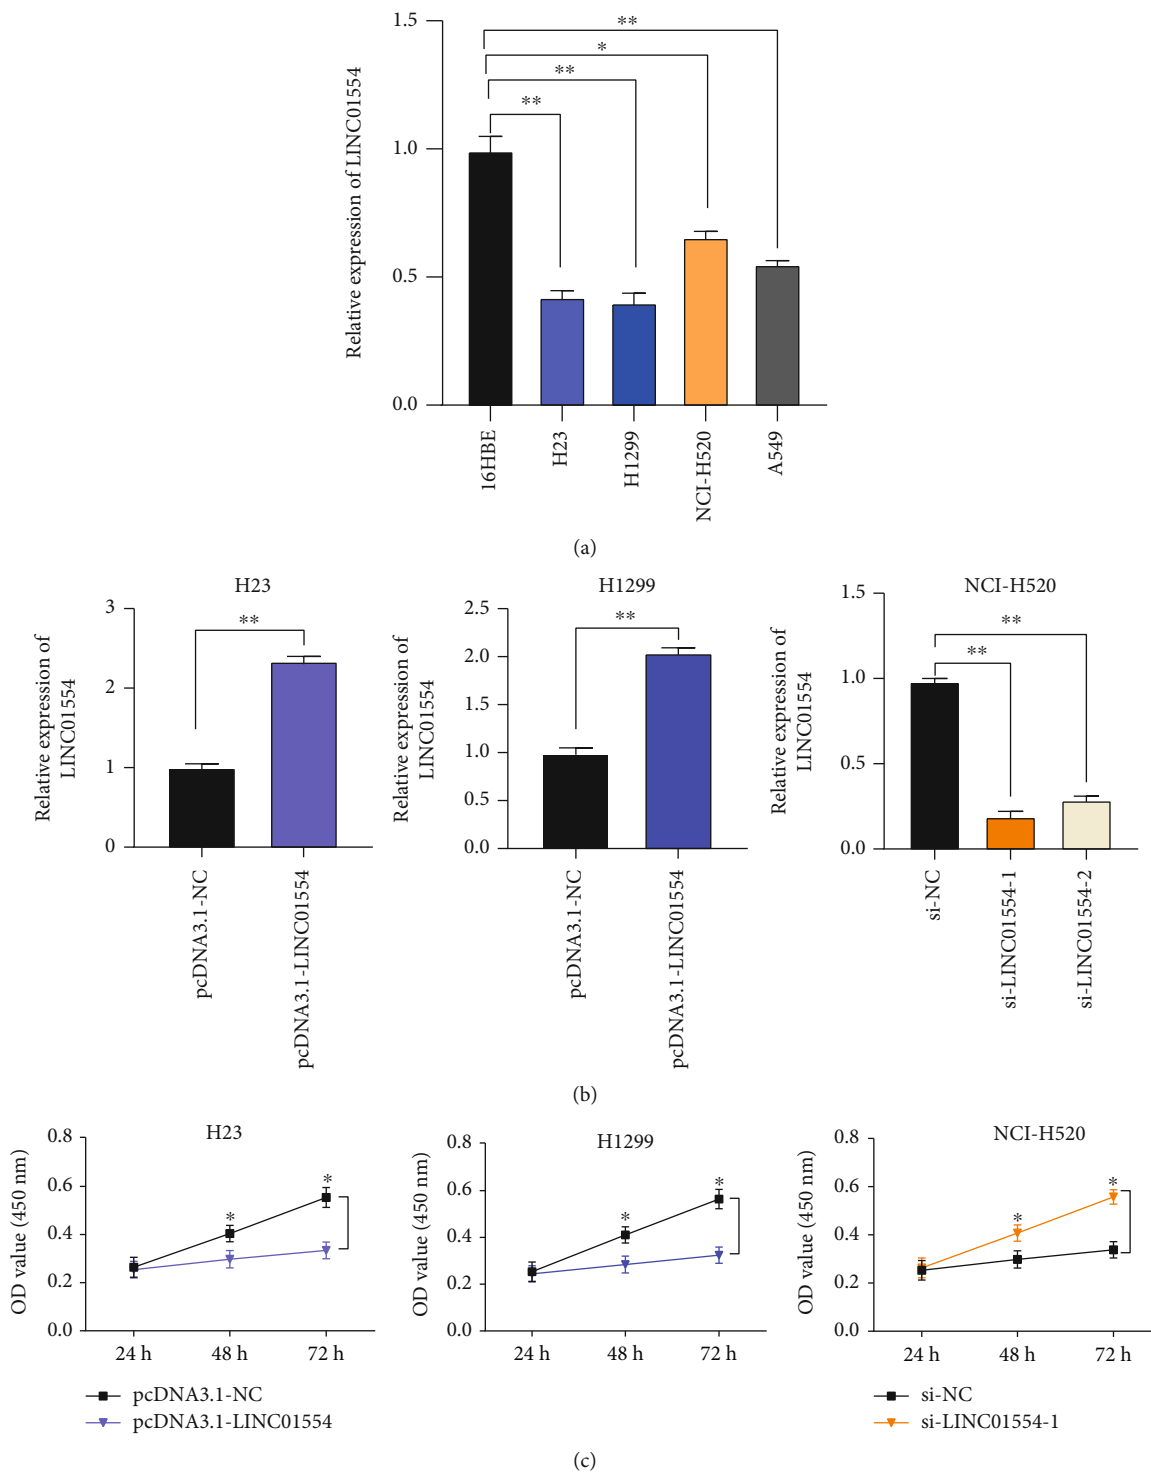 1.5
1.0
0.5
0.0
Relative expression of LINC01554
**
*
**
**
16HBE
H23
H1299
NCI-H520
A549
(a)
H23
3
2
1
0
Relative expression of
LINC01554
**
pcDNA3.1-NC
pcDNA3.1-LINC01554
H1299
2.5
2.0
1.5
1.0
0.5
0.0
Relative expression of
LINC01554
**
pcDNA3.1-NC
pcDNA3.1-LINC01554
NCI-H520
1.5
1.0
0.5
0.0
Relative expression of
LINC01554
**
**
si-NC
si-LINC01554-1
si-LINC01554-2
(b)
H23
0.8
0.6
0.4
0.2
0.0
OD value (450 nm)
*
*
24 h 48 h 72 h
pcDNA3.1-NC
pcDNA3.1-LINC01554
H1299
0.8
0.6
0.4
0.2
0.0
OD value (450 nm)
*
*
24 h 48 h 72 h
NCI-H520
0.8
0.6
0.4
0.2
0.0
OD value (450 nm)
*
*
24 h 48 h 72 h
si-NC
si-LINC01554-1
(c)